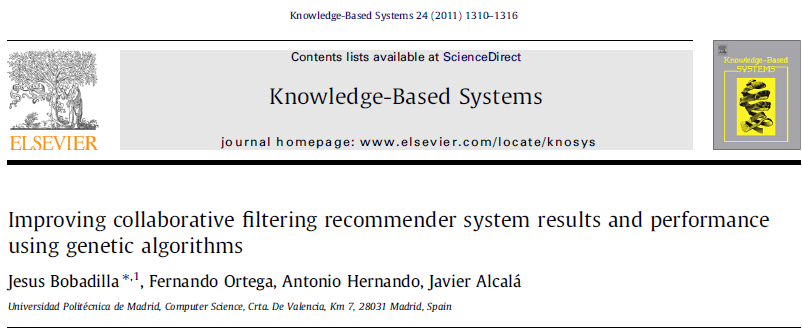 Knowledge-Based Systems 24 (2011) 1310–1316
Contents lists available at ScienceDirect
Knowledge-Based Systems
journal homepage: www.elsevier.com/locate/knosys
ELSEVIER
Knowledge-Based
SYSTEMS
Improving collaborative filtering recommender system results and performance
using genetic algorithms
Jesus Bobadilla *,1, Fernando Ortega, Antonio Hernando, Javier Alcalá
Universidad Politécnica de Madrid, Computer Science, Crta. De Valencia, Km 7, 28031 Madrid, Spain